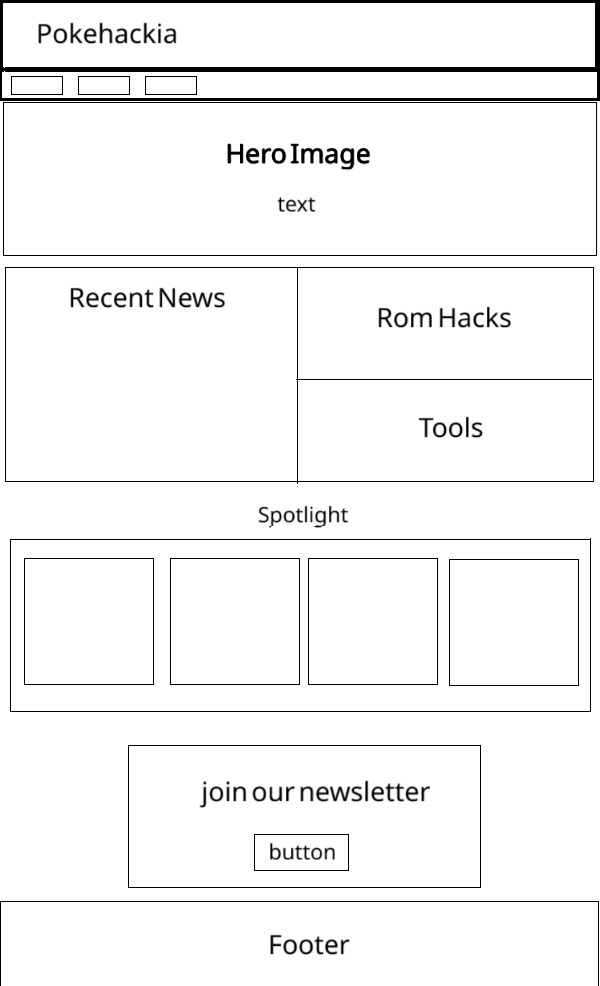 Pokehackia
Hero Image
text
Recent News
Rom Hacks
Tools
Spotlight
join our newsletter
button
Footer